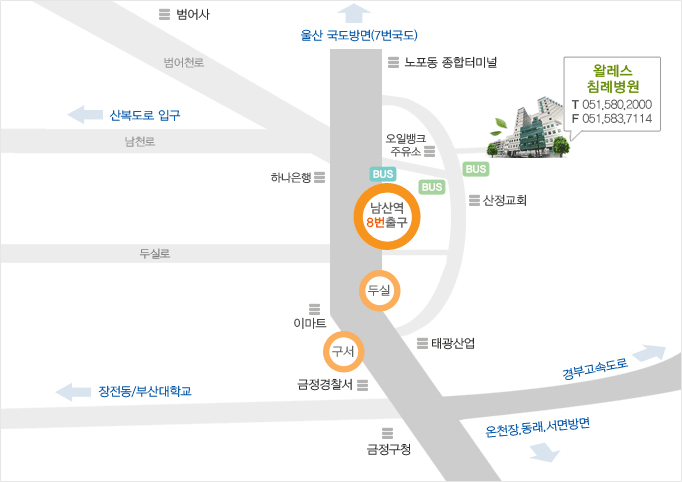 범어사
울산 국도방면(7번국도)
범어천로
노포동 종합터미널
왈레스
침례병원
T 051,580,2000
F 051,583,7114
산복도로 입구
남천로
오일뱅크
주유소
하나은행
BUS
BUS
BUS
산정교회
남산역
8번출구
두실로
두실
이마트
구서
태광산업
경부고속도로
금정경찰서
장전동/부산대학교
온천장,동래,서면방면
금정구청